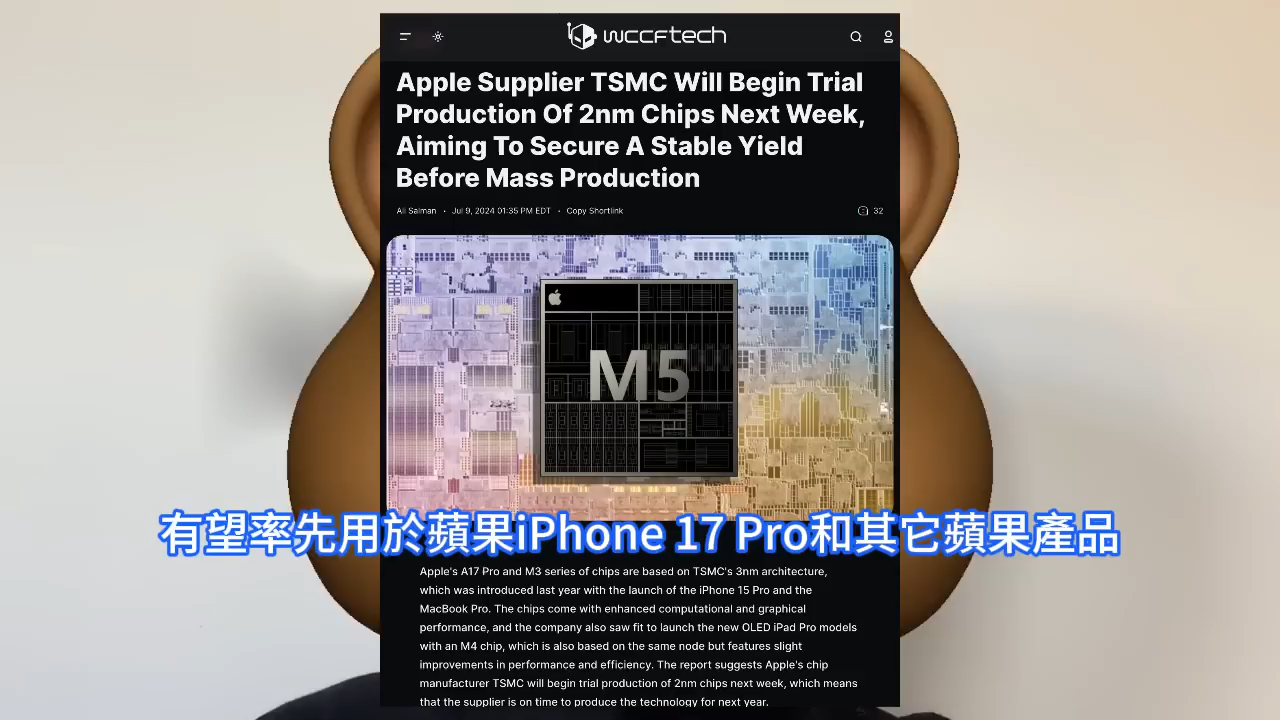 wccftech
Apple Supplier TSMC Will Begin Trial
Production Of 2nm Chips Next Week,
Aiming To Secure A Stable Yield
Before Mass Production
Ali Salman • Jul 9, 2024 01:35 PM EDT • Copy Shortlink
32
M5
有望率先用於蘋果iPhone 17 Pro和其它蘋果產品
Apple's A17 Pro and M3 series of chips are based on TSMC's 3nm architecture,
which was introduced last year with the launch of the iPhone 15 Pro and the
MacBook Pro. The chips come with enhanced computational and graphical
performance, and the company also saw fit to launch the new OLED iPad Pro models
with an M4 chip, which is also based on the same node but features slight
improvements in performance and efficiency. The report suggests Apple's chip
manufacturer TSMC will begin trial production of 2nm chips next week, which means
that the supplier is on time to produce the technology for next year.